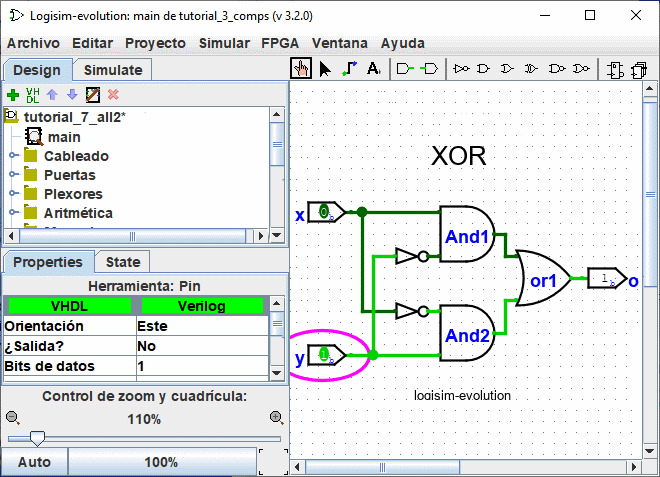 Logisim-evolution: main de tutorial_3_comps (v 3.2.0)
Archivo Editar Proyecto Simular FPGA Ventana Ayuda
Design Simulate
A
VH
DL
tutorial_7_all2*
main
Cableado
Puertas
Plexores
Aritmética
Properties State
Herramienta: Pin
VHDL Verilog
Orientación Este
¿Salida? No
Bits de datos 1
Control de zoom y cuadrícula:
110%
Auto 100%
XOR
x 0
And1
or1 1 o
And2
y 1
logisim-evolution